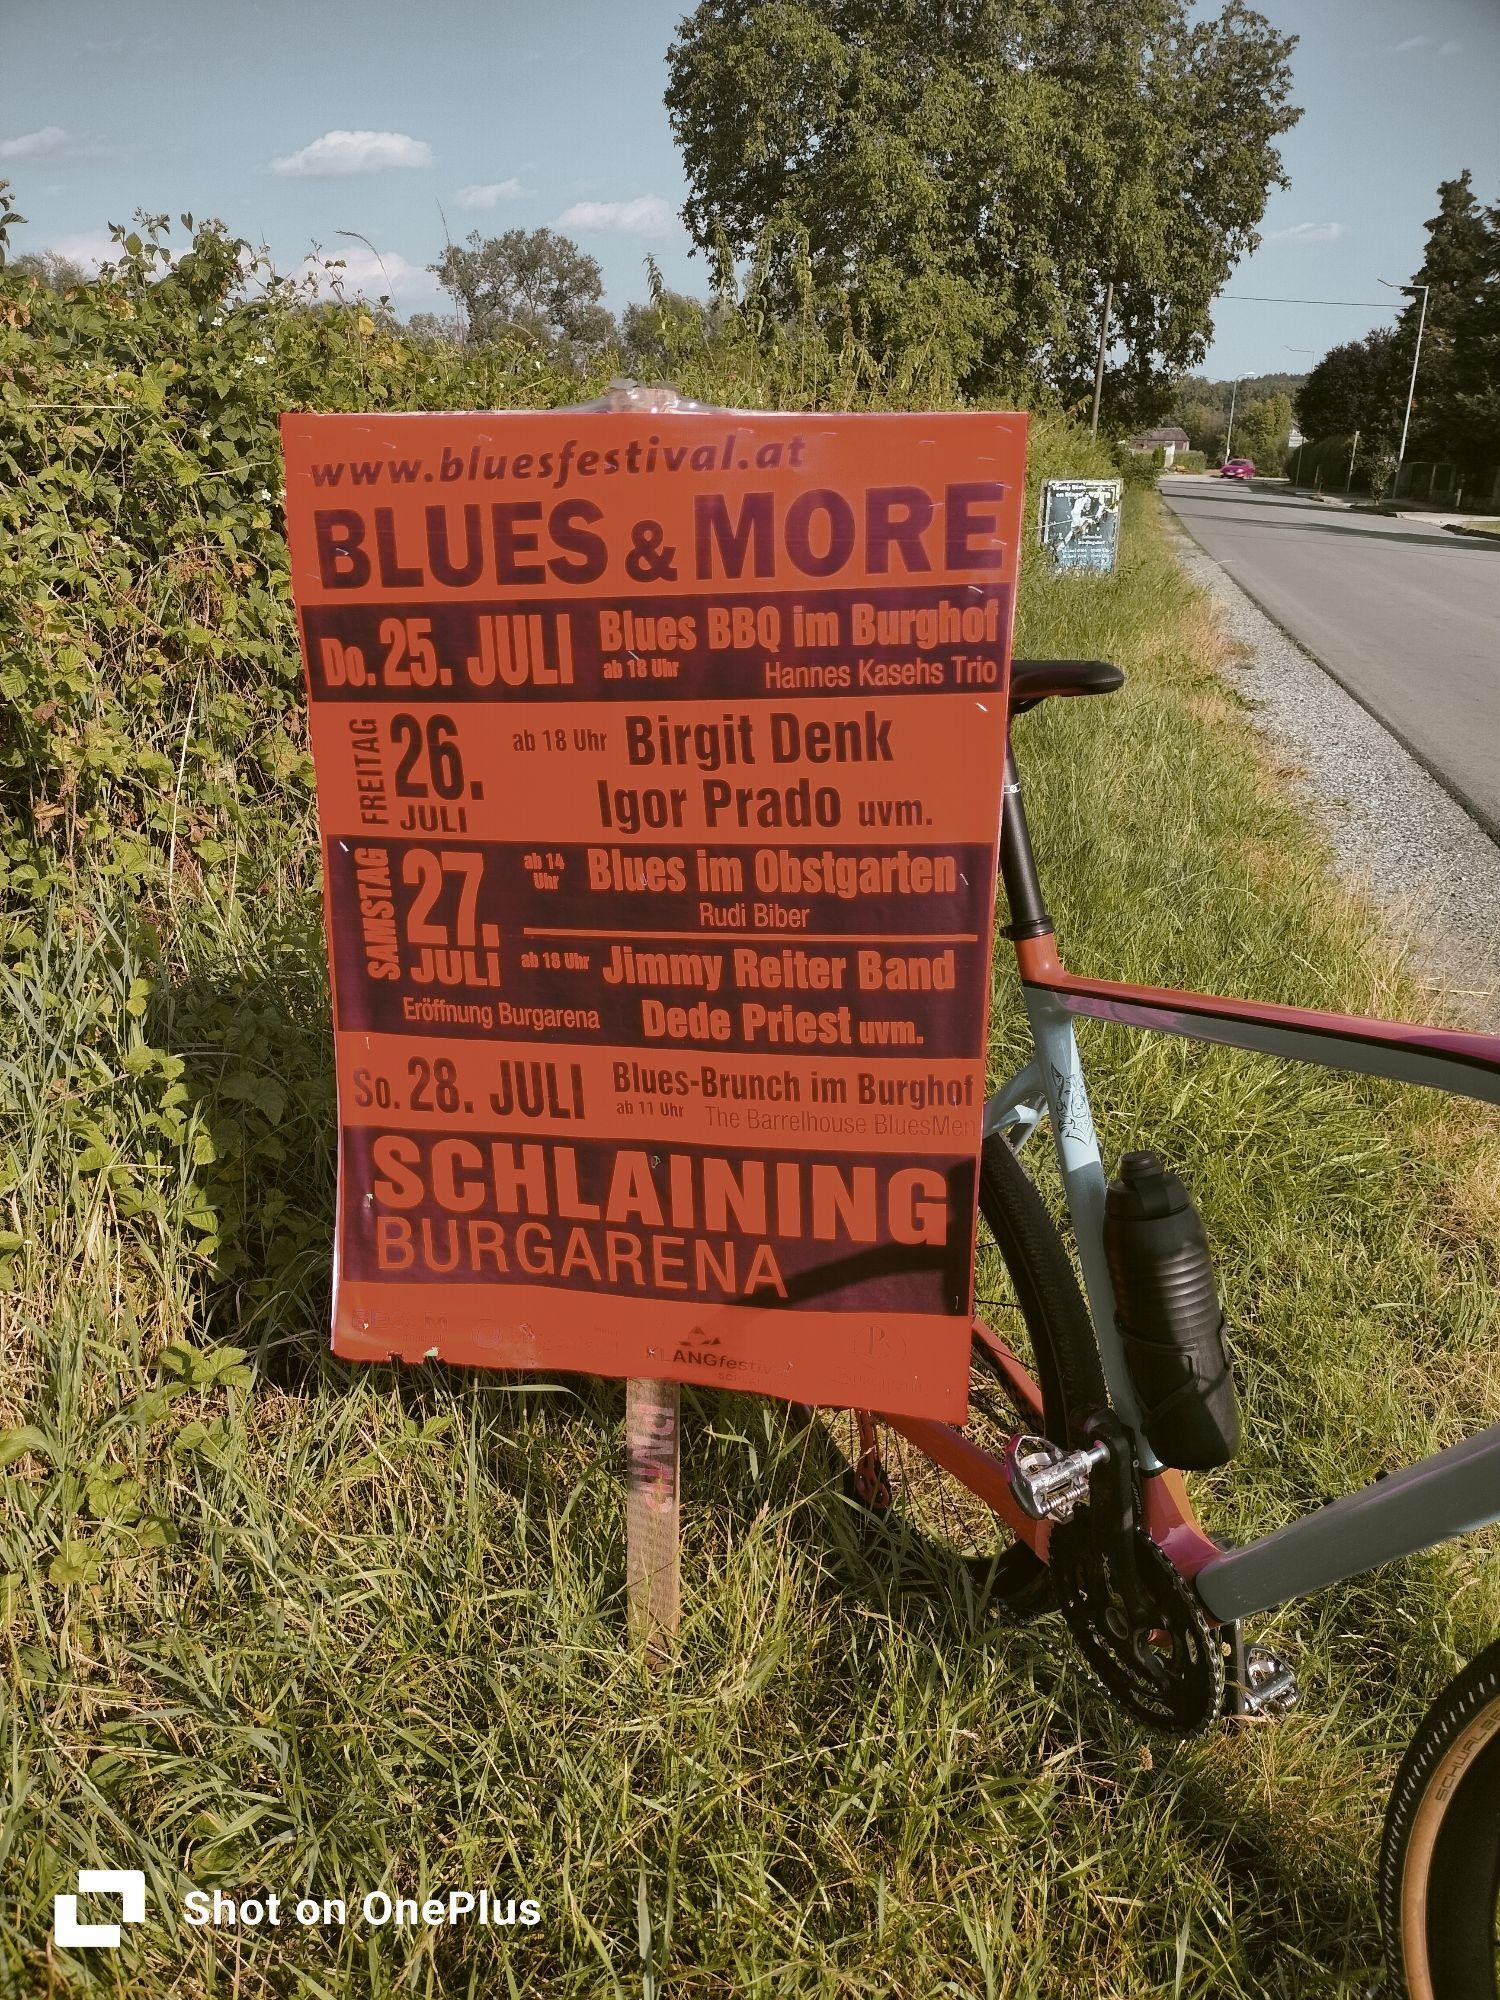 www.bluesfestival.at
BLUES & MORE
Do. 25. JULI
Blues BBQ im Burghof
ab 18 Uhr
Hannes Kasehs Trio
FREITAG
26.
JULI
ab 18 Uhr
Birgit Denk
Igor Prado uvm.
SAMSTAG
27.
JULI
ab 14 Uhr
Blues im Obstgarten
Rudi Biber
ab 18 Uhr
Jimmy Reiter Band
Eröffnung Burgarena
Dede Priest uvm.
So. 28. JULI
Blues-Brunch im Burghof
ab 11 Uhr
The Barrelhouse BluesMen
SCHLAINING
BURGARENA
KLANGfestival
SCHWALBE
Shot on OnePlus